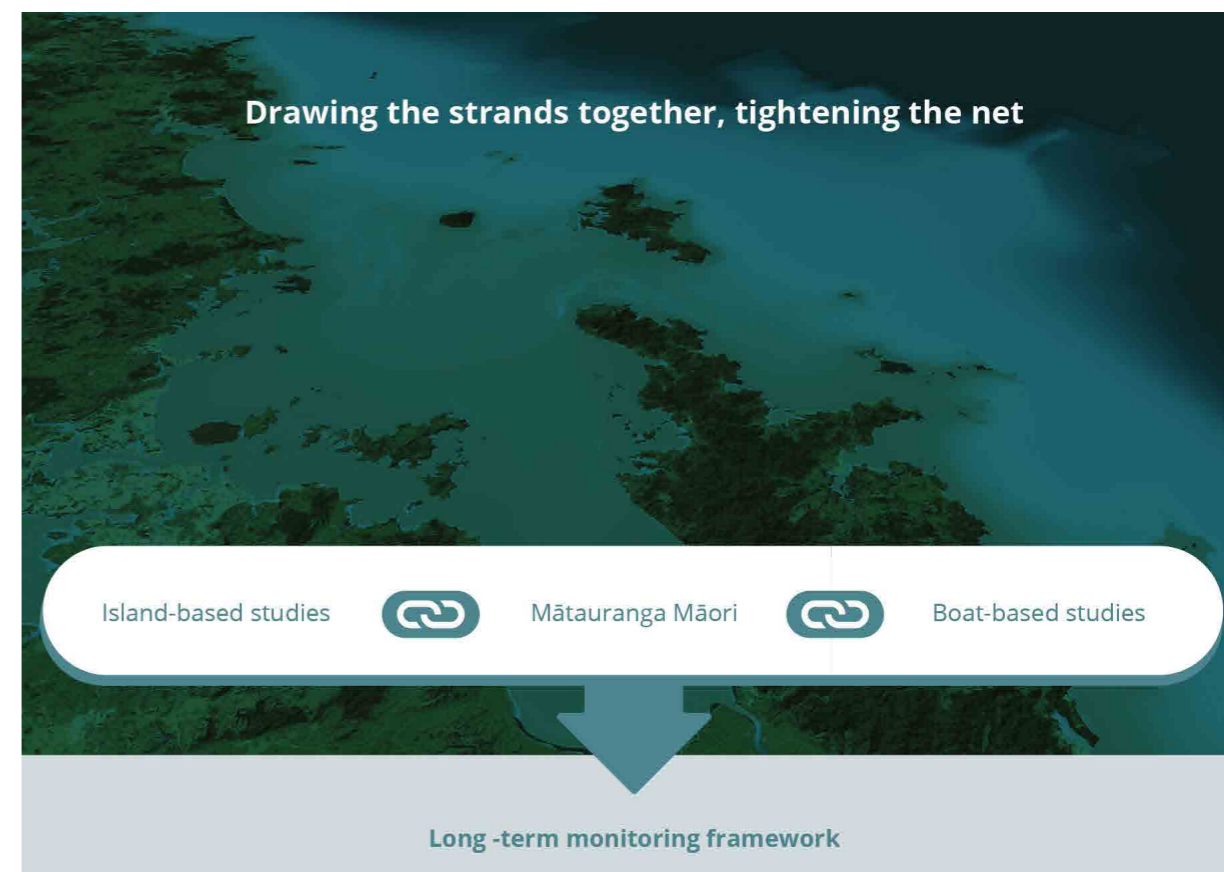 Drawing the strands together, tightening the net
Island-based studies
Mātauranga Māori
Boat-based studies
Long -term monitoring framework